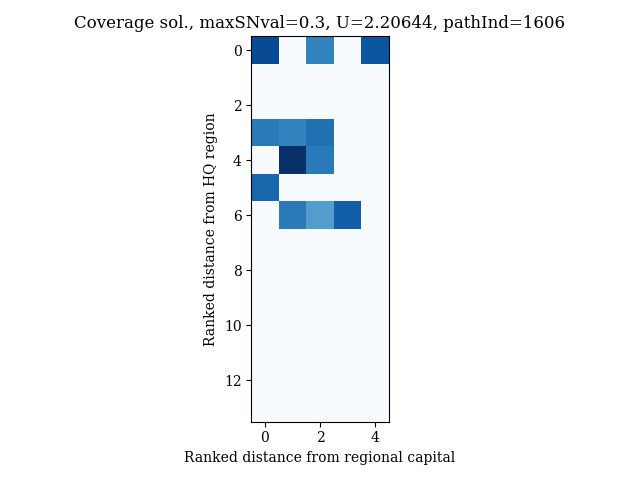 Coverage sol., maxSNval=0.3, U=2.20644, pathInd=1606
0
2
4
6
8
10
12
Ranked distance from HQ region
0 2 4
Ranked distance from regional capital